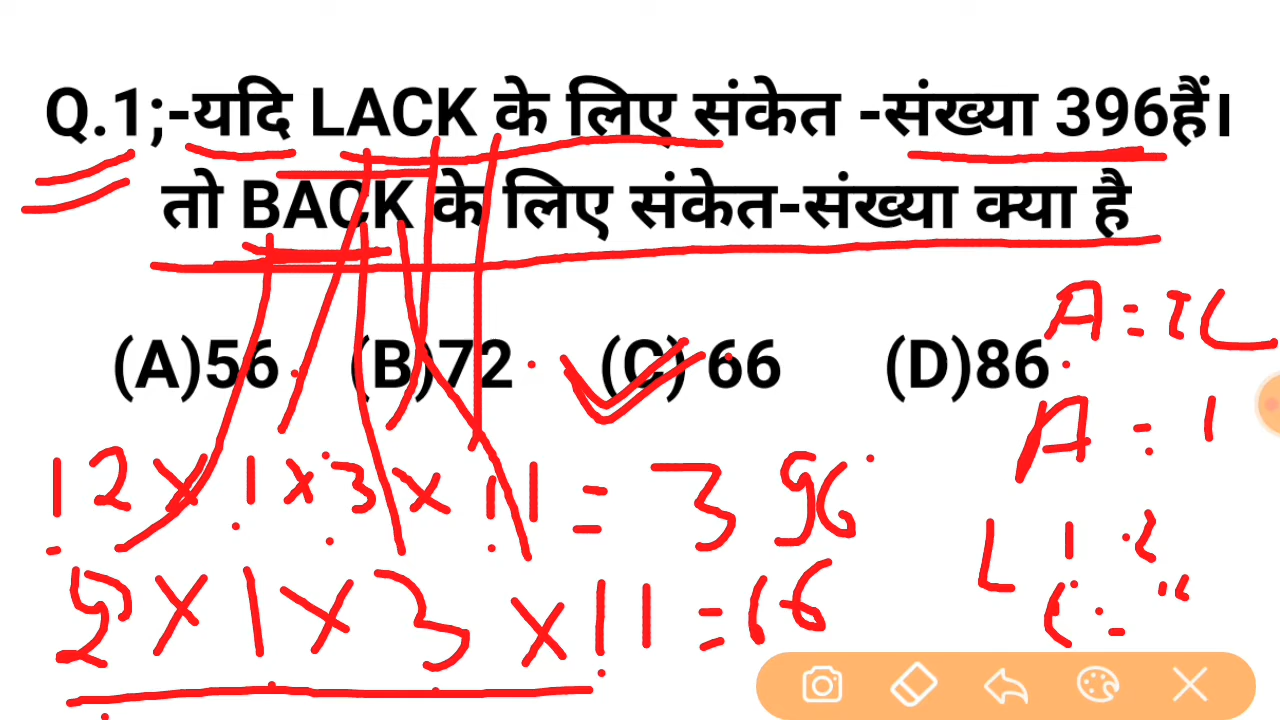 Q.1;-यदि LACK के लिए संकेत -संख्या 396हैं।
तो BACK के लिए संकेत-संख्या क्या है
(A)56 (B)72 (C) 66 (D)86
A =
A = 1
12 × 1 × 3 × 11 = 396
L 12
2 × 1 × 3 × 11 = 66